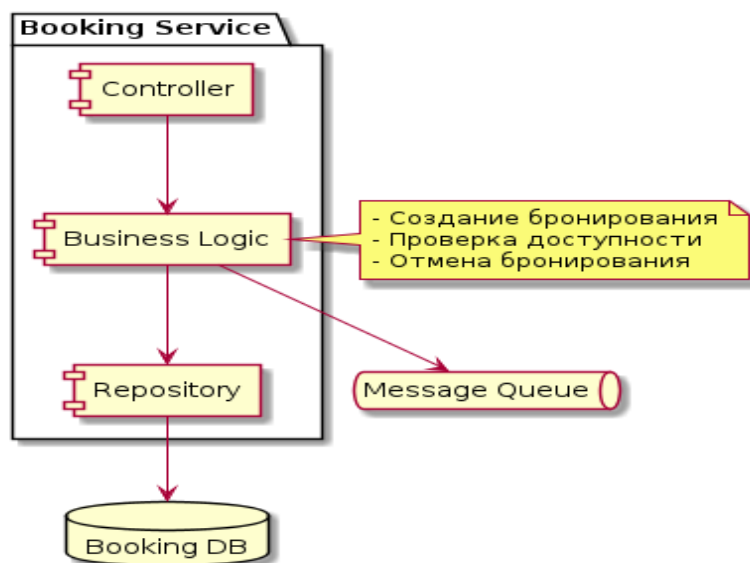 Booking Service
Controller
Business Logic
- Создание бронирования
- Проверка доступности
- Отмена бронирования
Repository
Message Queue
Booking DB